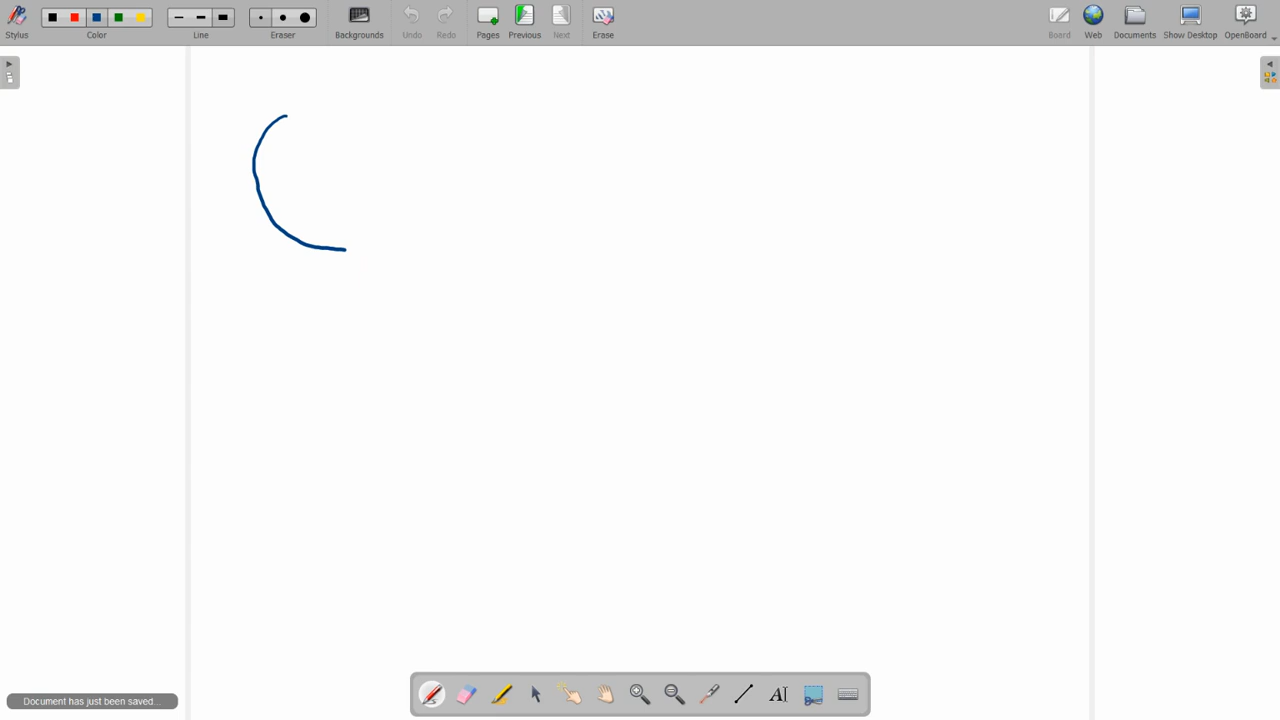 Stylus Color Line Eraser Backgrounds Undo Redo Pages Previous Next Erase Board Web Documents Show Desktop OpenBoard
Document has just been saved...